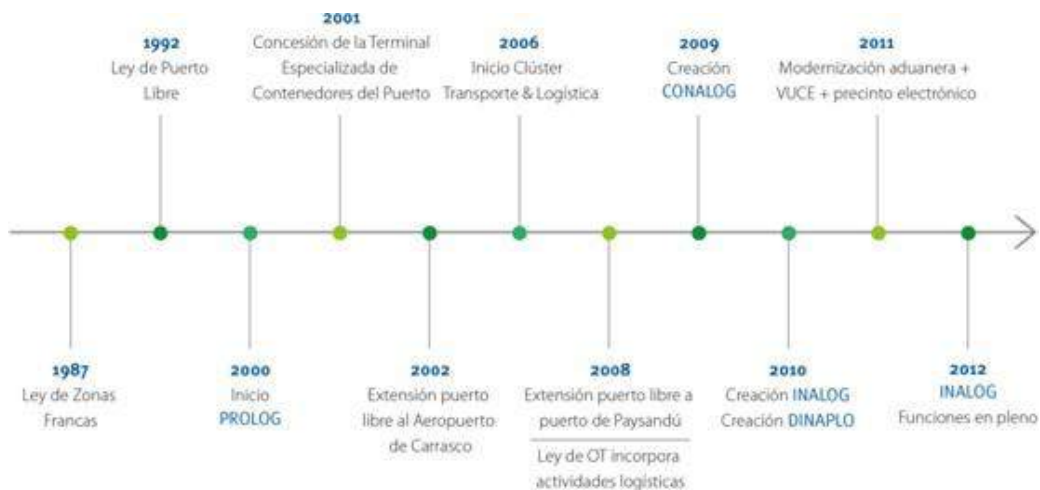 1992
Ley de Puerto
Libre
2001
Concesión de la Terminal
Especializada de
Contenedores del Puerto
2006
Inicio Clúster
Transporte & Logística
2009
Creación
CONALOG
2011
Modernización aduanera +
VUCE + precinto electrónico
1987
Ley de Zonas
Francas
2000
Inicio
PROLOG
2002
Extensión puerto
libre al Aeropuerto
de Carrasco
2008
Extensión puerto libre a
puerto de Paysandú
Ley de OT incorpora
actividades logísticas
2010
Creación INALOG
Creación DINAPLO
2012
INALOG
Funciones en pleno